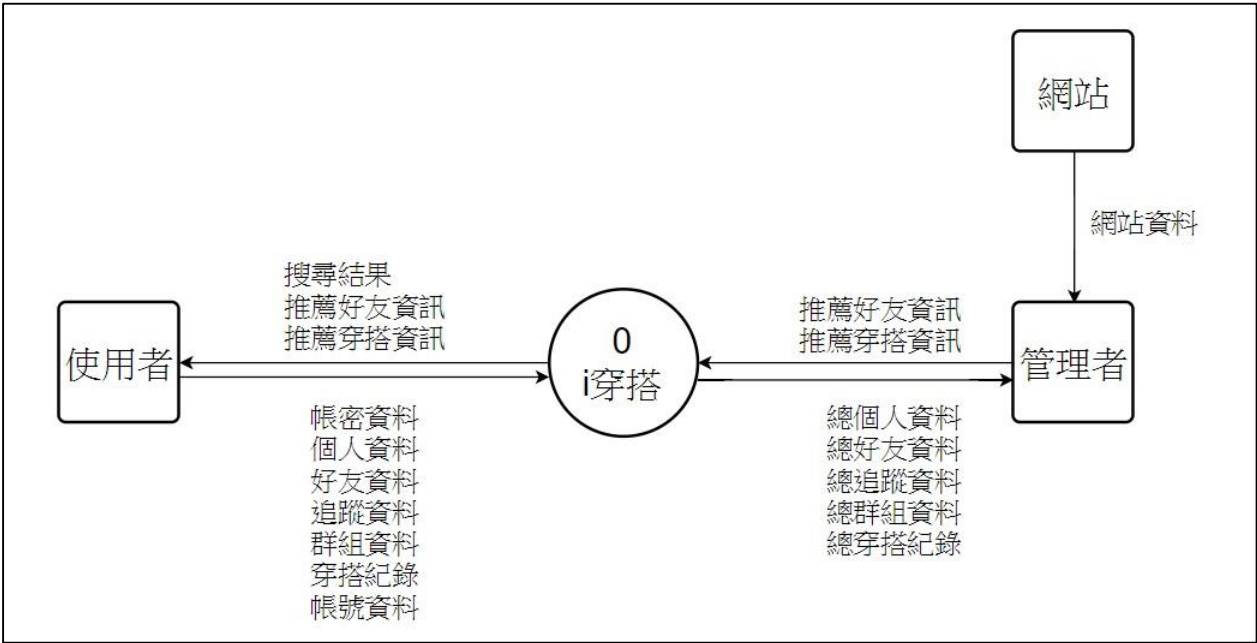 網站
網站資料
搜尋結果
推薦好友資訊
推薦穿搭資訊
使用者
0
i穿搭
推薦好友資訊
推薦穿搭資訊
管理者
帳密資料
個人資料
好友資料
追蹤資料
群組資料
穿搭紀錄
帳號資料
總個人資料
總好友資料
總追蹤資料
總群組資料
總穿搭紀錄